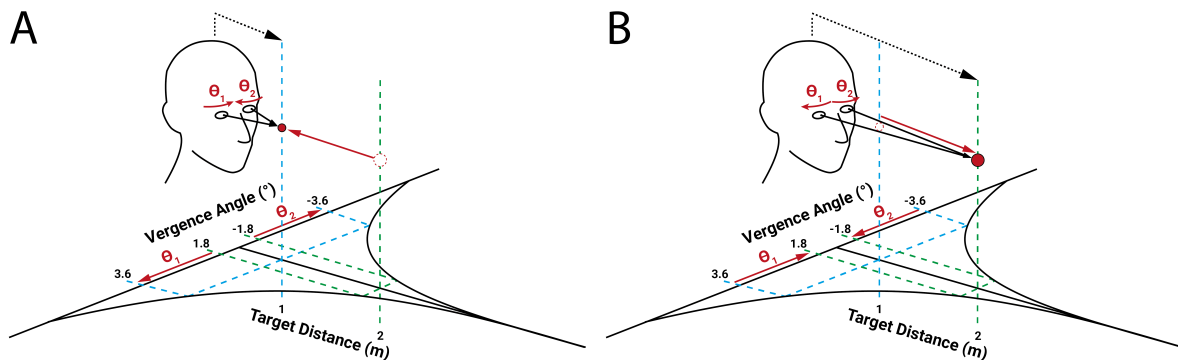 A
θ1
θ2
Vergence Angle (°)
-3.6
θ2
-1.8
1.8
θ1
3.6
1
Target Distance (m)
2
B
θ1
θ2
Vergence Angle (°)
-3.6
θ2
-1.8
1.8
θ1
3.6
1
Target Distance (m)
2